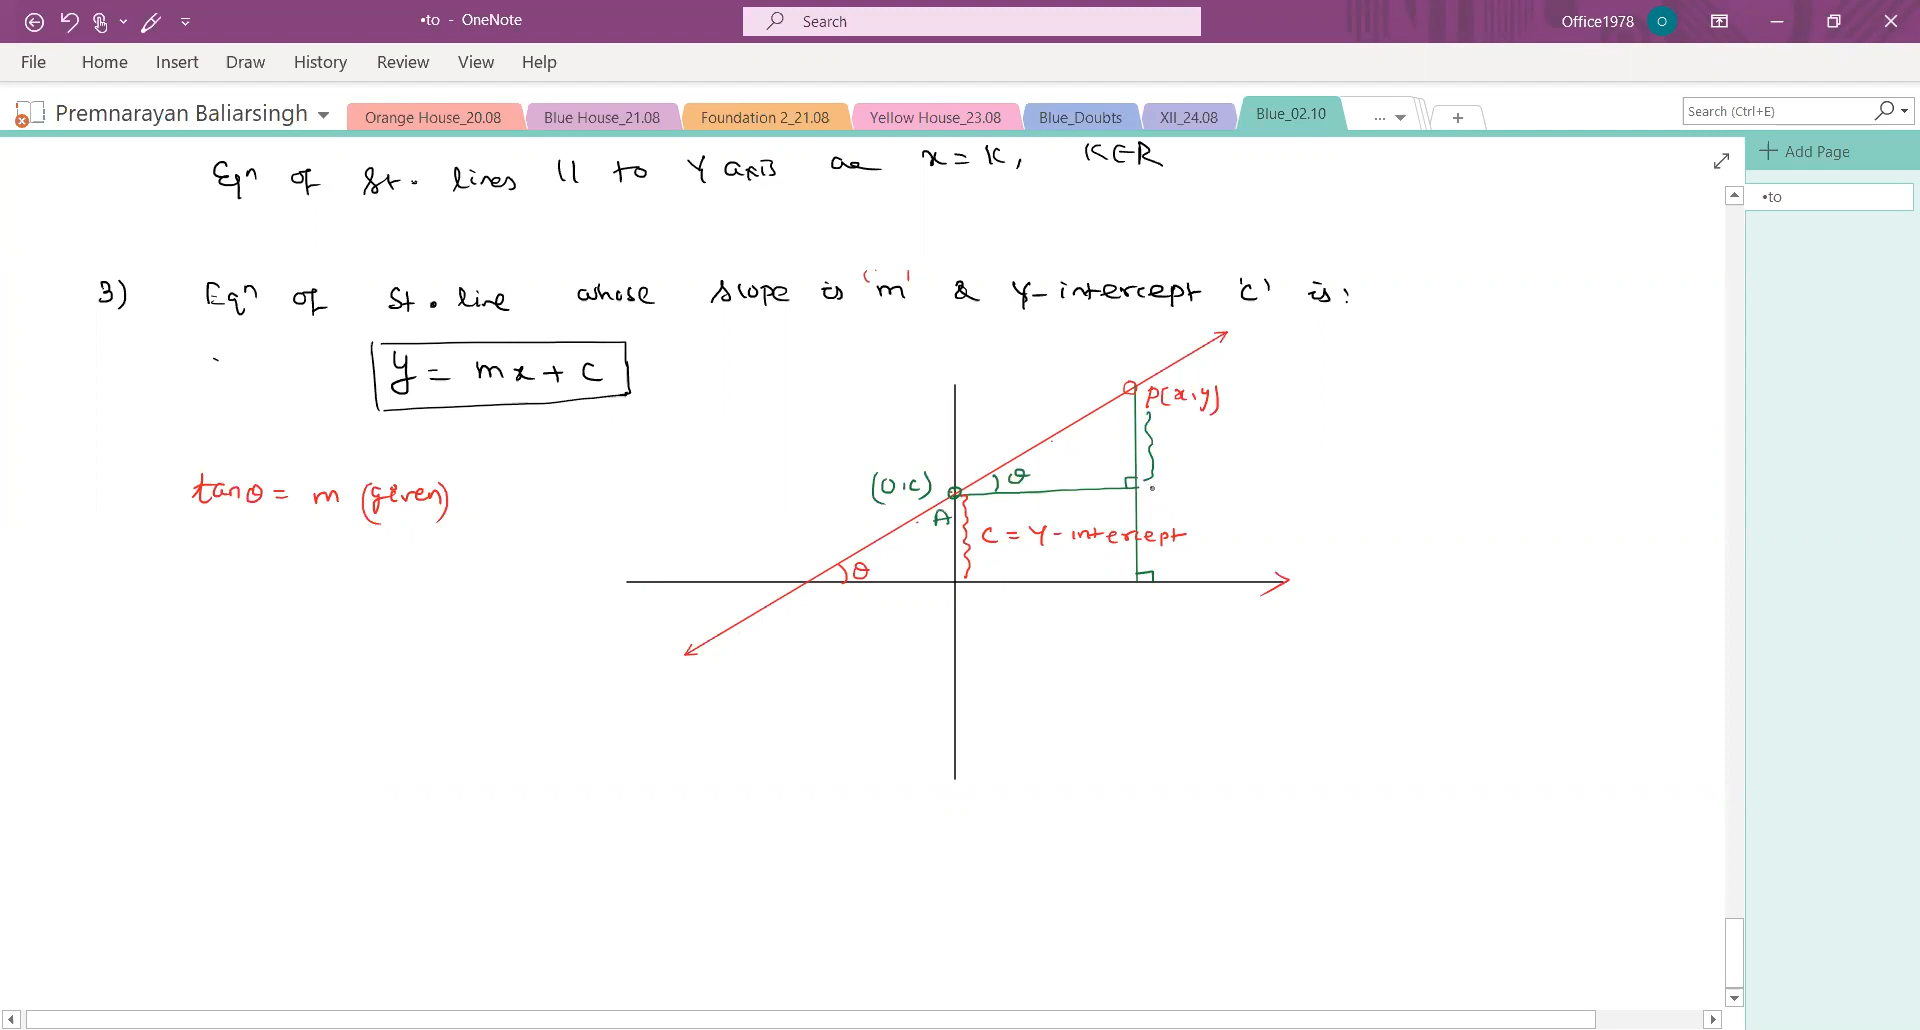 •to - OneNote
Search
Office1978
O
File Home Insert Draw History Review View Help
Premnarayan Baliarsingh
Orange House_20.08
Blue House_21.08
Foundation 2_21.08
Yellow House_23.08
Blue_Doubts
XII_24.08
Blue_02.10
...
+
Search (Ctrl+E)
Add Page
•to
Eqn of st. lines || to Y axis are x = K, K∈R
3) Eqn of st. line whose slope is 'm' & Y-intercept 'c' is:
y = mx + c
P(x,y)
tanθ = m (given)
(0,c)
θ
A
C = Y-intercept
θ